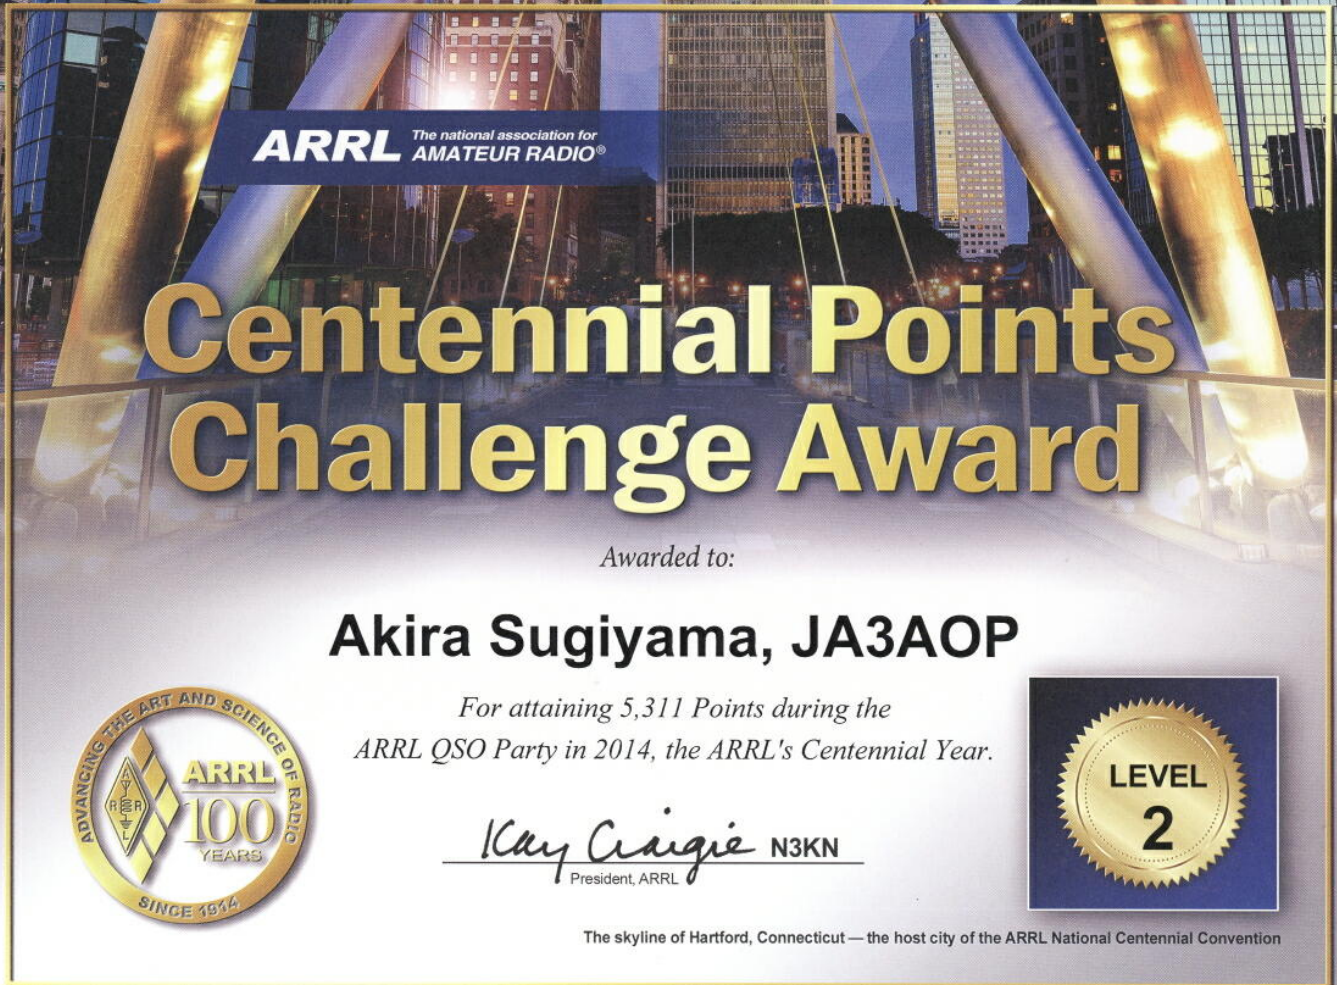 ARRL The national association for
AMATEUR RADIO®
Centennial Points
Challenge Award
Awarded to:
Akira Sugiyama, JA3AOP
For attaining 5,311 Points during the
ARRL QSO Party in 2014, the ARRL's Centennial Year.
ADVANCING THE ART AND SCIENCE OF RADIO
ARRL
100
YEARS
A
R R
L
SINCE 1914
Kay Craigie N3KN
President, ARRL
LEVEL
2
The skyline of Hartford, Connecticut — the host city of the ARRL National Centennial Convention